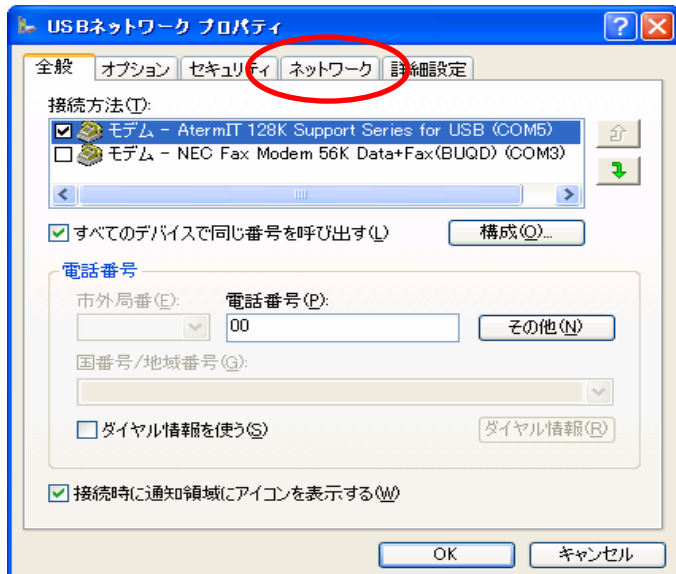 USBネットワーク プロパティ
全般 オプション セキュリティ ネットワーク 詳細設定
接続方法(T):
モデム - AtermIT 128K Support Series for USB (COM5)
モデム - NEC Fax Modem 56K Data+Fax(BUQD) (COM3)
すべてのデバイスで同じ番号を呼び出す(L) 構成(O)...
電話番号
市外局番(E): 電話番号(P):
00 その他(N)
国番号/地域番号(G):
ダイヤル情報を使う(S) ダイヤル情報(R)
接続時に通知領域にアイコンを表示する(W)
OK キャンセル